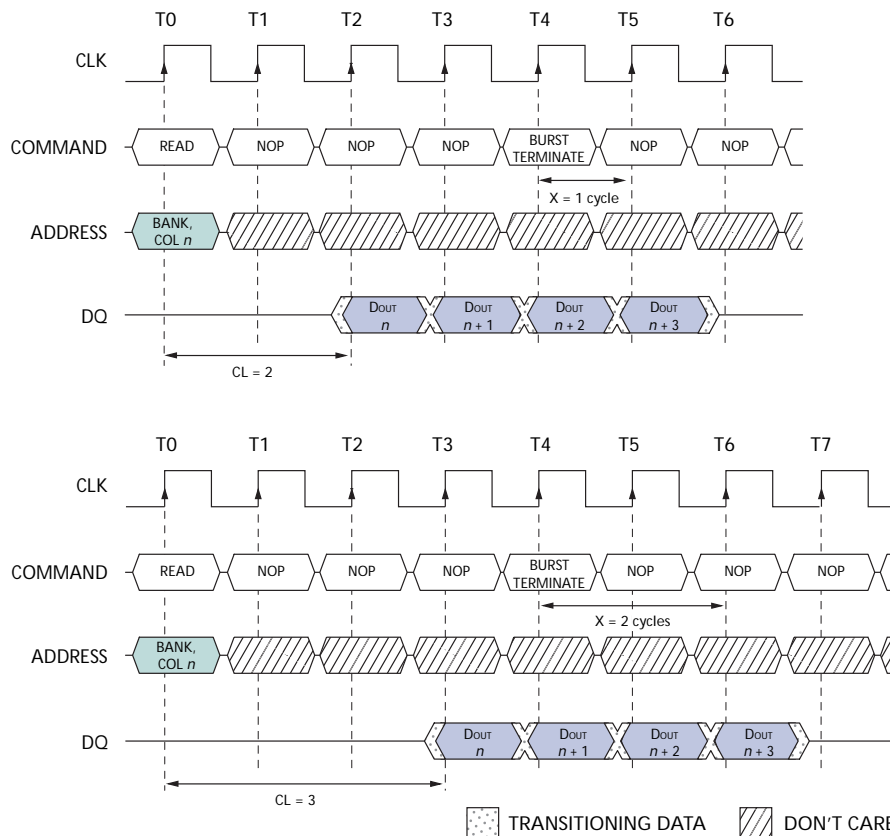 T0 T1 T2 T3 T4 T5 T6
CLK
COMMAND READ NOP NOP NOP BURST TERMINATE NOP NOP
X = 1 cycle
ADDRESS BANK, COL n
DQ DOUT n DOUT n + 1 DOUT n + 2 DOUT n + 3
CL = 2
T0 T1 T2 T3 T4 T5 T6 T7
CLK
COMMAND READ NOP NOP NOP BURST TERMINATE NOP NOP NOP
X = 2 cycles
ADDRESS BANK, COL n
DQ DOUT n DOUT n + 1 DOUT n + 2 DOUT n + 3
CL = 3
TRANSITIONING DATA DON'T CARE